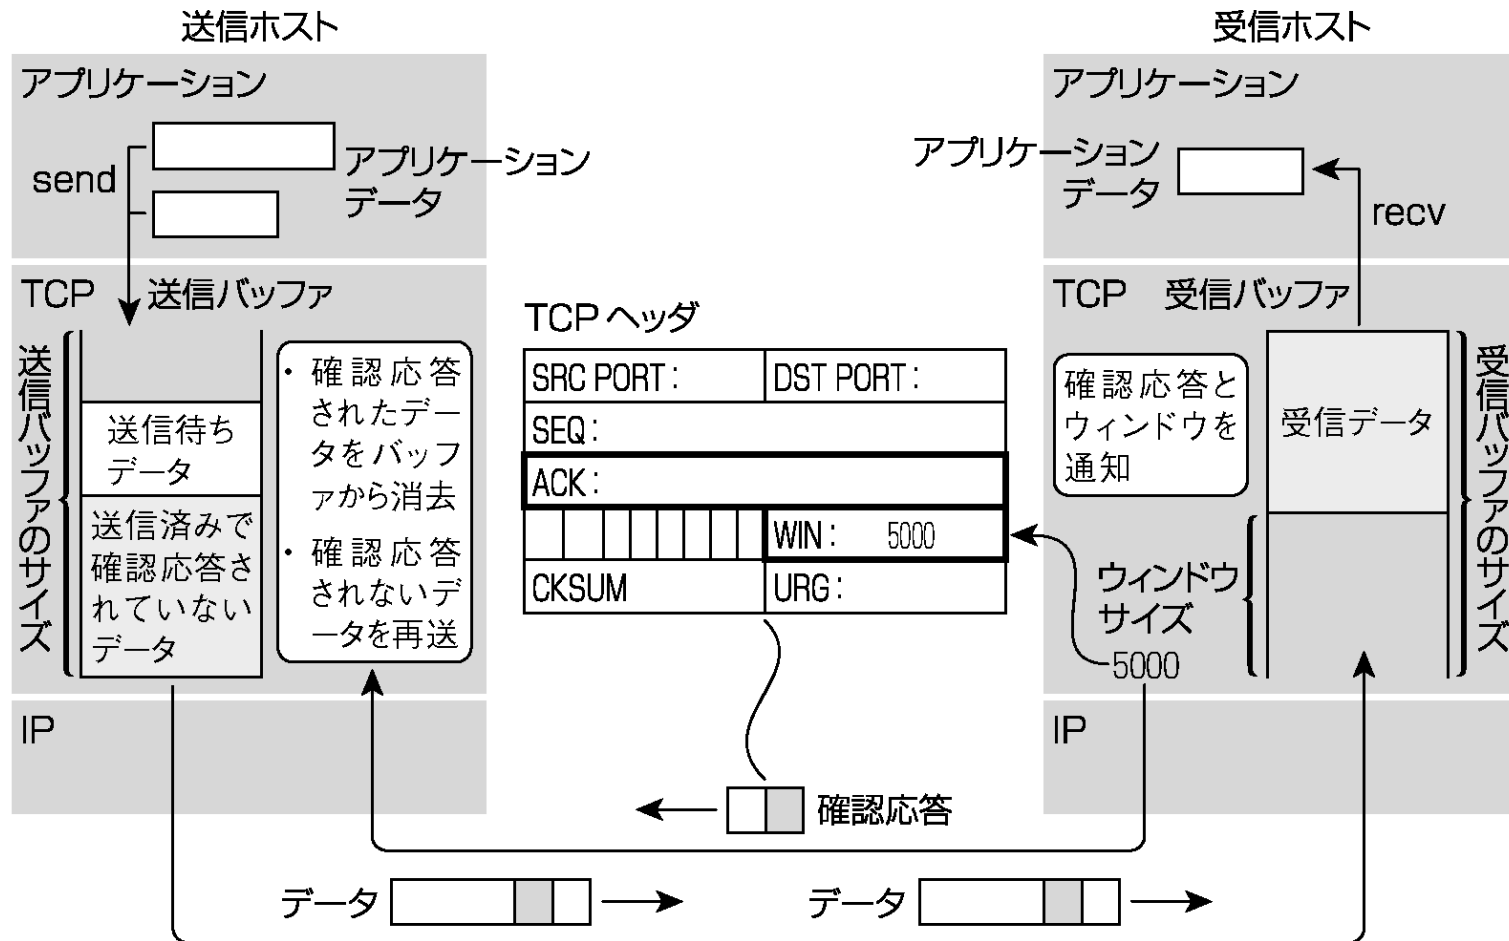 送信ホスト
アプリケーション
send
アプリケーション
データ
TCP 送信バッファ
送信バッファのサイズ
送信待ち
データ
送信済みで
確認応答さ
れていない
データ
・確認応答
されたデー
タをバッフ
ァから消去
・確認応答
されないデ
ータを再送
IP
TCPヘッダ
SRC PORT: DST PORT:
SEQ:
ACK:
WIN: 5000
CKSUM URG:
確認応答
データ
データ
受信ホスト
アプリケーション
アプリケーション
データ
recv
TCP 受信バッファ
確認応答と
ウィンドウを
通知
受信データ
受信バッファのサイズ
ウィンドウ
サイズ
5000
IP